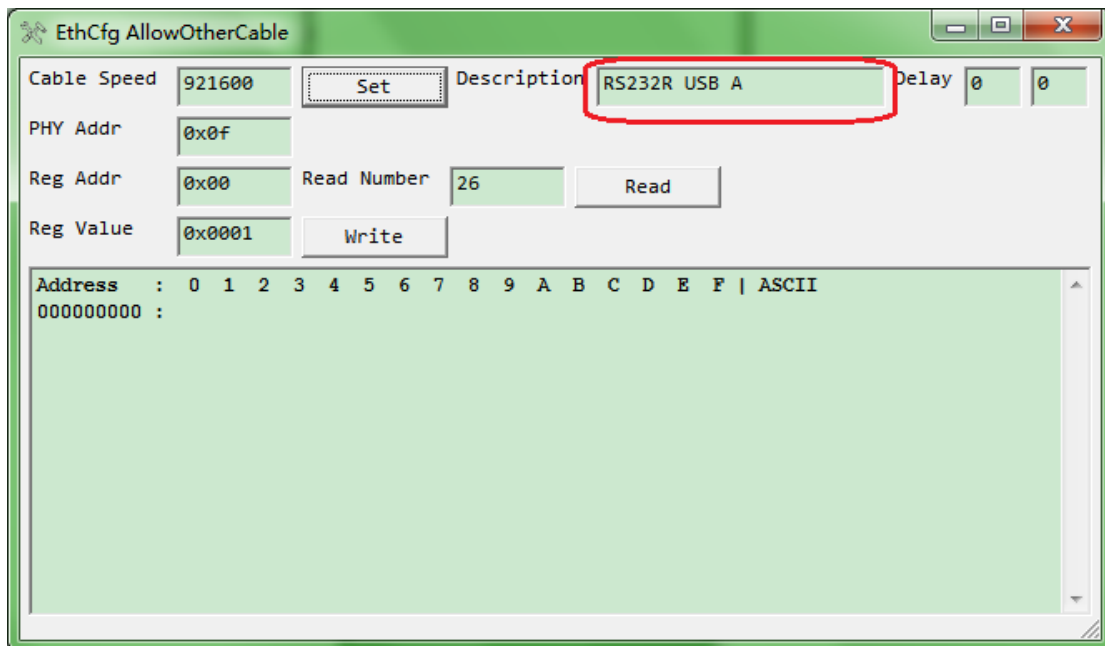 EthCfg AllowOtherCable
Cable Speed 921600 Set Description RS232R USB A Delay 0 0
PHY Addr 0x0f
Reg Addr 0x00 Read Number 26 Read
Reg Value 0x0001 Write
Address : 0 1 2 3 4 5 6 7 8 9 A B C D E F | ASCII
000000000 :